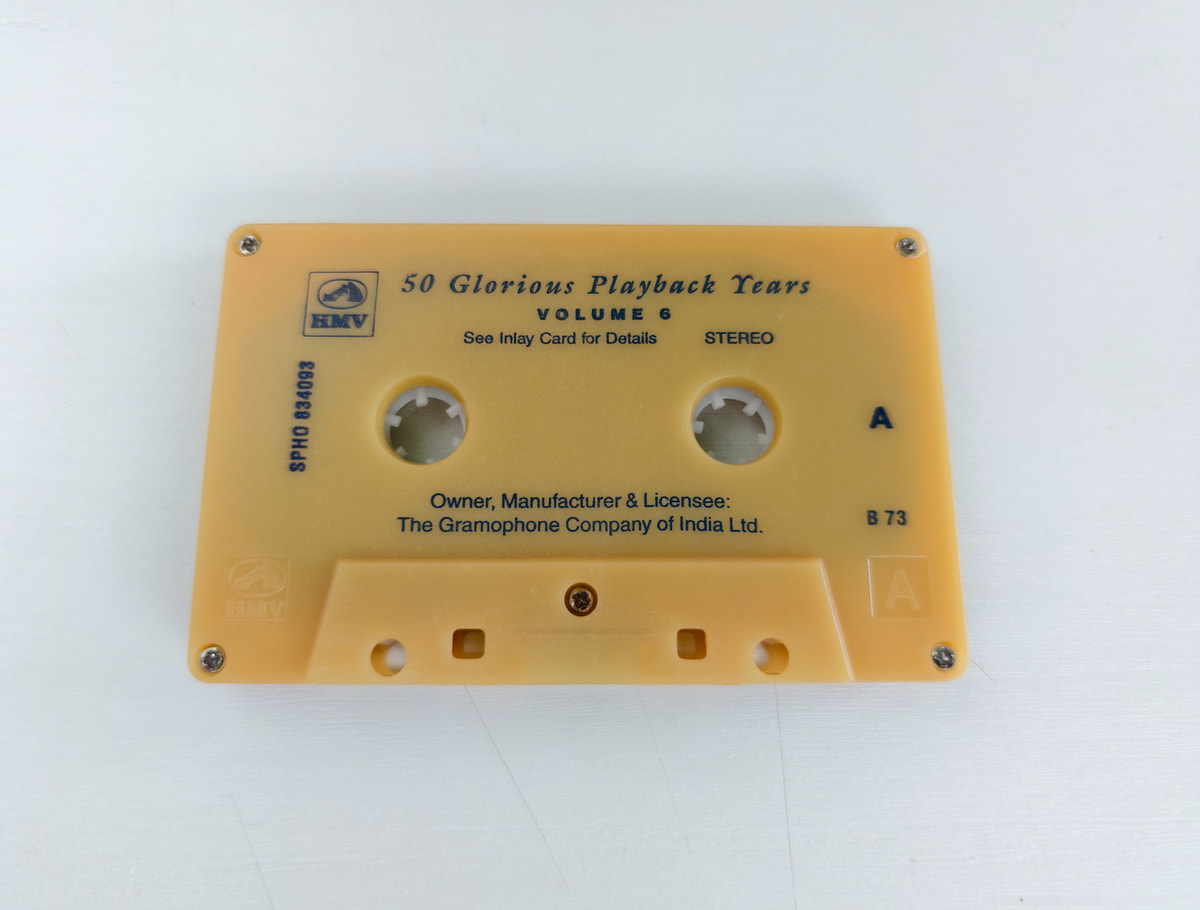 50 Glorious Playback Years
HMV
VOLUME 6
See Inlay Card for Details STEREO
SPHO 834093
A
Owner, Manufacturer & Licensee:
The Gramophone Company of India Ltd.
B 73
HMV
A